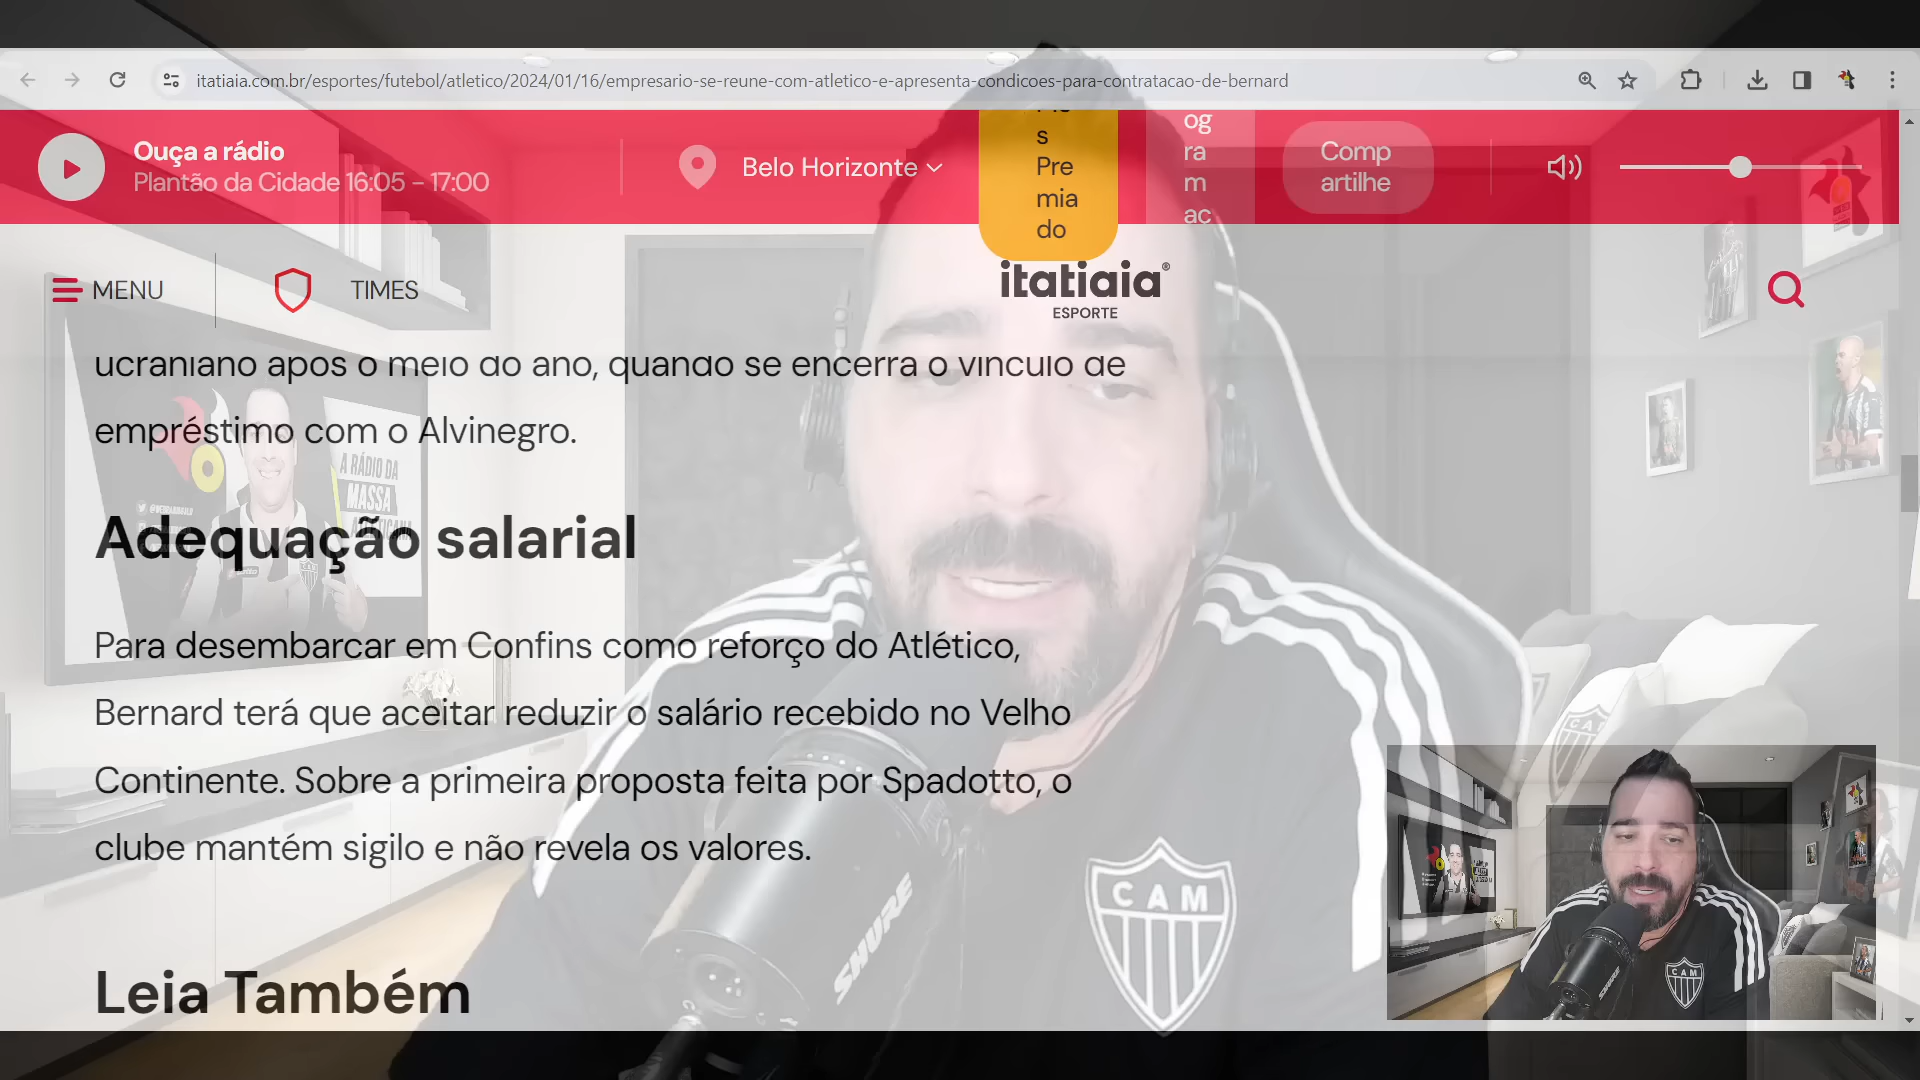 itatiaia.com.br/esportes/futebol/atletico/2024/01/16/empresario-se-reune-com-atletico-e-apresenta-condicoes-para-contratacao-de-bernard
Ouça a rádio
Plantão da Cidade 16:05 - 17:00
Belo Horizonte
s
Pre
mia
do
og
ra
m
aç
Comp
artilhe
MENU
TIMES
itatiaia
ESPORTE
ucraniano após o meio do ano, quando se encerra o vínculo de
empréstimo com o Alvinegro.
A RÁDIO DA
MASSA
Adequação salarial
Para desembarcar em Confins como reforço do Atlético,
Bernard terá que aceitar reduzir o salário recebido no Velho
Continente. Sobre a primeira proposta feita por Spadotto, o
clube mantém sigilo e não revela os valores.
Leia Também
SHURE
CAM
CAM
CAM